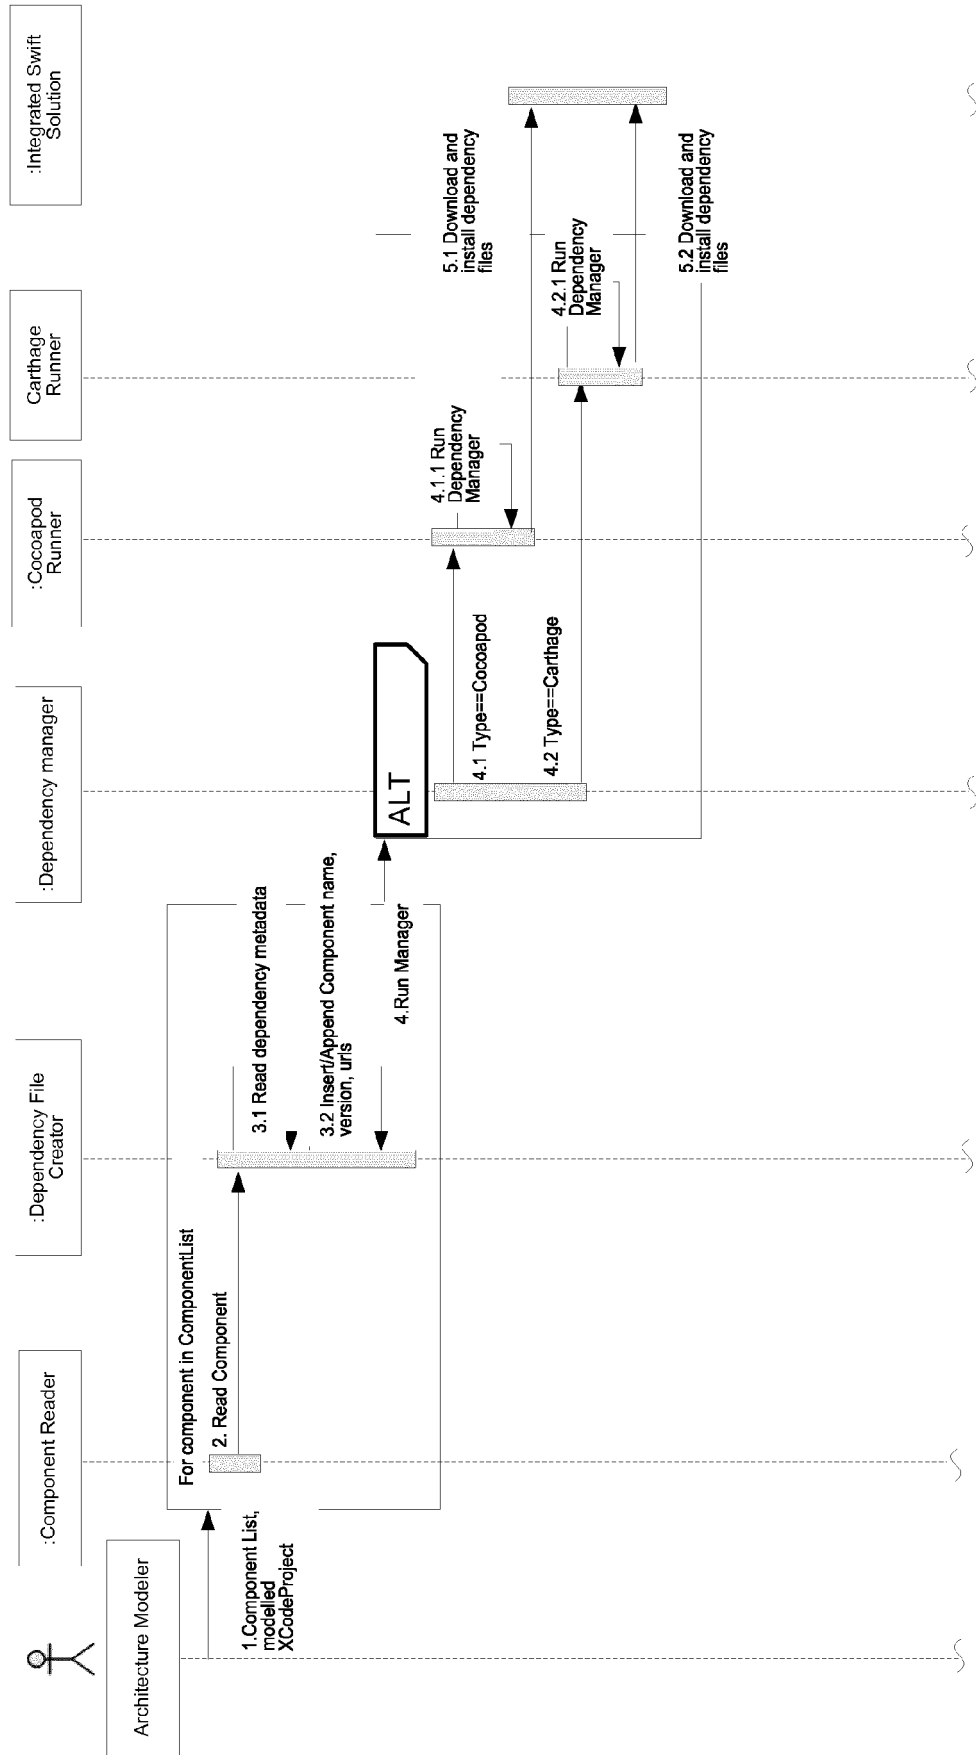 Architecture Modeler
:Component Reader
:Dependency File
Creator
:Dependency manager
:Cocoapod
Runner
Carthage
Runner
:Integrated Swift
Solution
1.Component List,
modelled
XCodeProject
For component in ComponentList
2. Read Component
3.1 Read dependency metadata
3.2 Insert/Append Component name,
version, urls
4.Run Manager
ALT
4.1 Type==Cocoapod
4.1.1 Run
Dependency
Manager
5.1 Download and
install dependency
files
4.2 Type==Carthage
4.2.1 Run
Dependency
Manager
5.2 Download and
install dependency
files